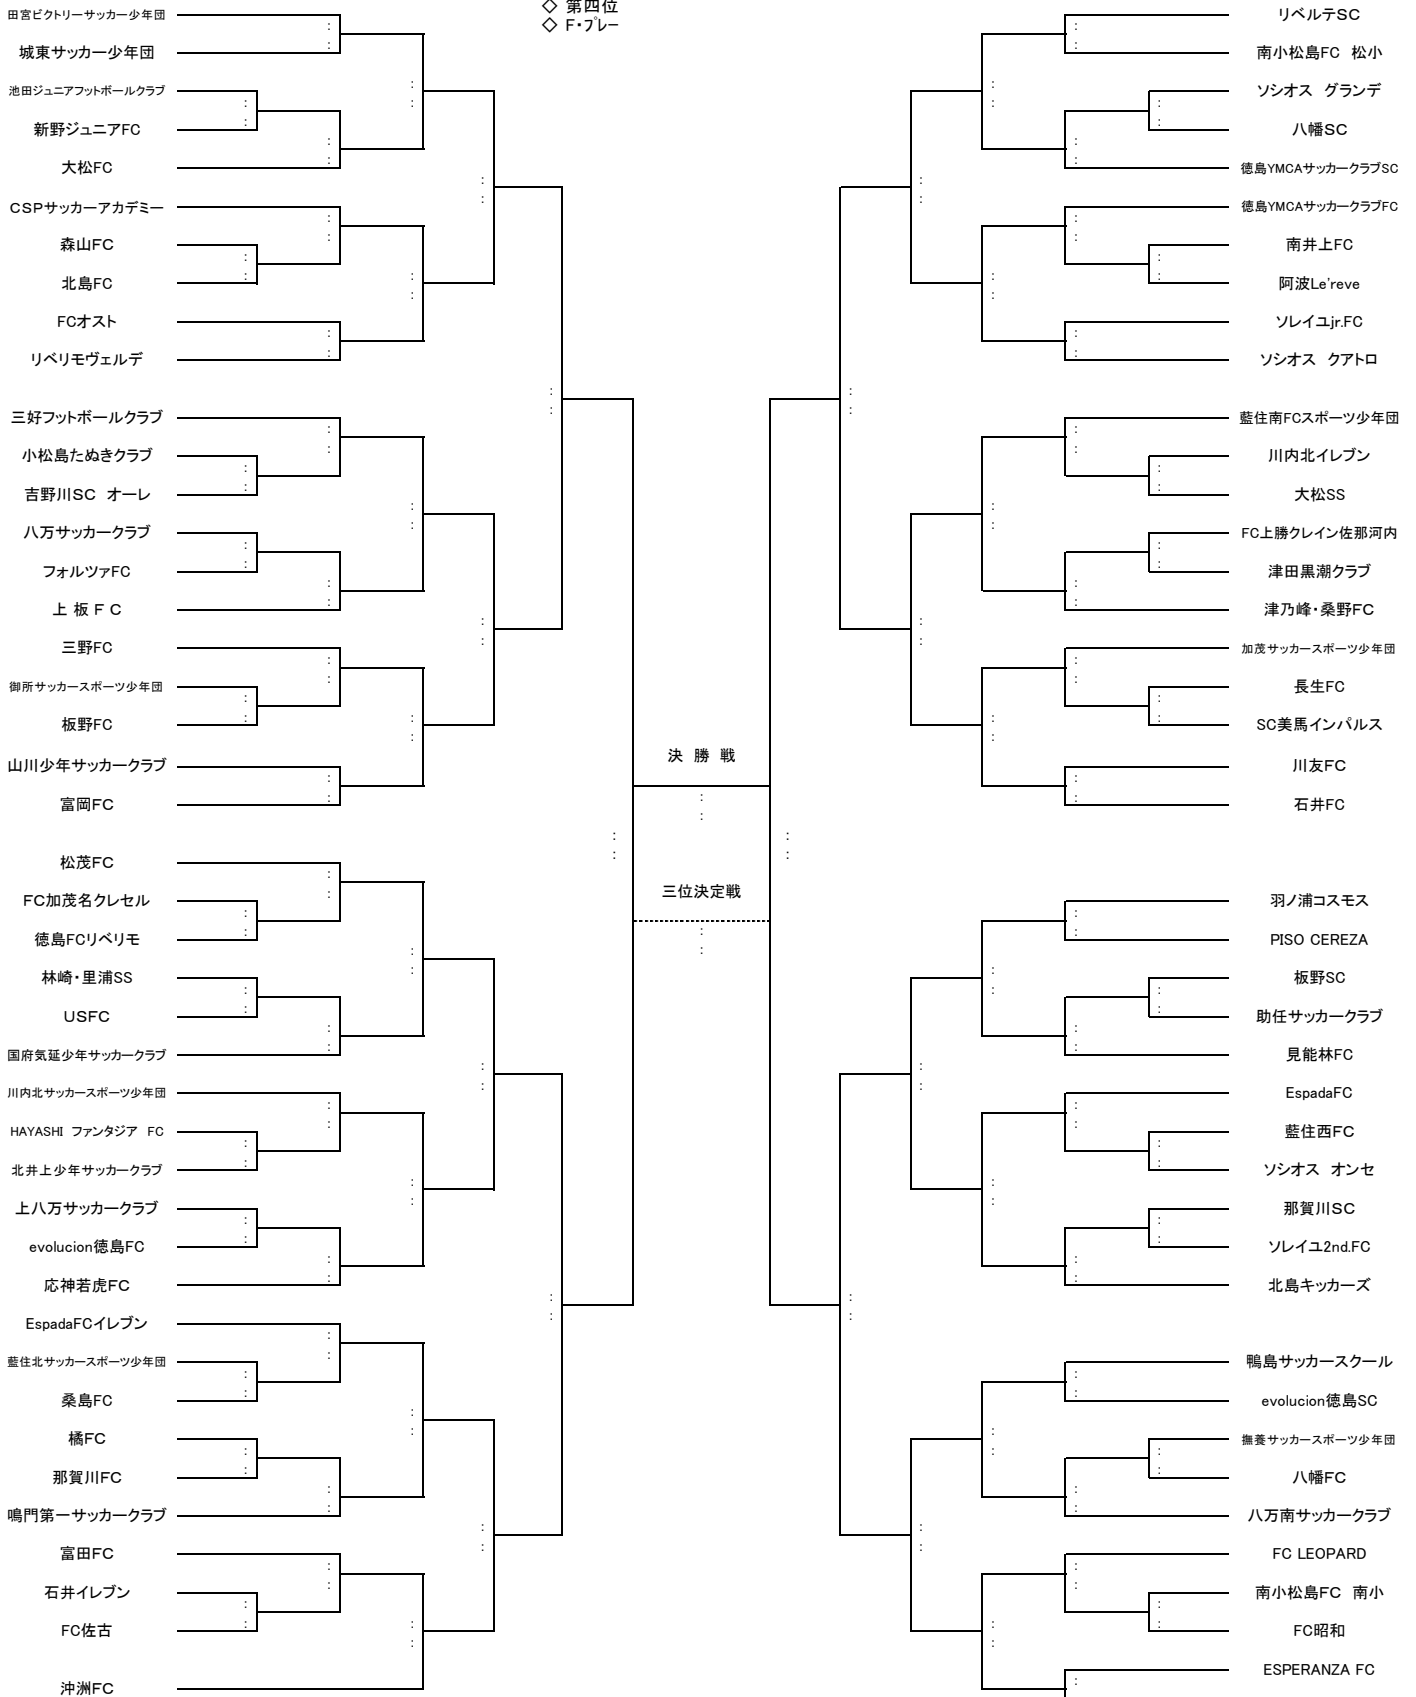 ◇ 第四位
◇ F・プレー
田宮ビクトリーサッカー少年団
城東サッカー少年団
池田ジュニアフットボールクラブ
新野ジュニアFC
大松FC
CSPサッカーアカデミー
森山FC
北島FC
FCオスト
リベリモヴェルデ
三好フットボールクラブ
小松島たぬきクラブ
吉野川SC オーレ
八万サッカークラブ
フォルツァFC
上 板 F C
三野FC
御所サッカースポーツ少年団
板野FC
山川少年サッカークラブ
富岡FC
松茂FC
FC加茂名クレセル
徳島FCリベリモ
林崎・里浦SS
USFC
国府気延少年サッカークラブ
川内北サッカースポーツ少年団
HAYASHI ファンタジア FC
北井上少年サッカークラブ
上八万サッカークラブ
evolucion徳島FC
応神若虎FC
EspadaFCイレブン
藍住北サッカースポーツ少年団
桑島FC
橘FC
那賀川FC
鳴門第一サッカークラブ
富田FC
石井イレブン
FC佐古
沖洲FC
決 勝 戦
三位決定戦
リベルテSC
南小松島FC 松小
ソシオス グランデ
八幡SC
徳島YMCAサッカークラブSC
徳島YMCAサッカークラブFC
南井上FC
阿波Le'reve
ソレイユjr.FC
ソシオス クアトロ
藍住南FCスポーツ少年団
川内北イレブン
大松SS
FC上勝クレイン佐那河内
津田黒潮クラブ
津乃峰・桑野FC
加茂サッカースポーツ少年団
長生FC
SC美馬インパルス
川友FC
石井FC
羽ノ浦コスモス
PISO CEREZA
板野SC
助任サッカークラブ
見能林FC
EspadaFC
藍住西FC
ソシオス オンセ
那賀川SC
ソレイユ2nd.FC
北島キッカーズ
鴨島サッカースクール
evolucion徳島SC
撫養サッカースポーツ少年団
八幡FC
八万南サッカークラブ
FC LEOPARD
南小松島FC 南小
FC昭和
ESPERANZA FC